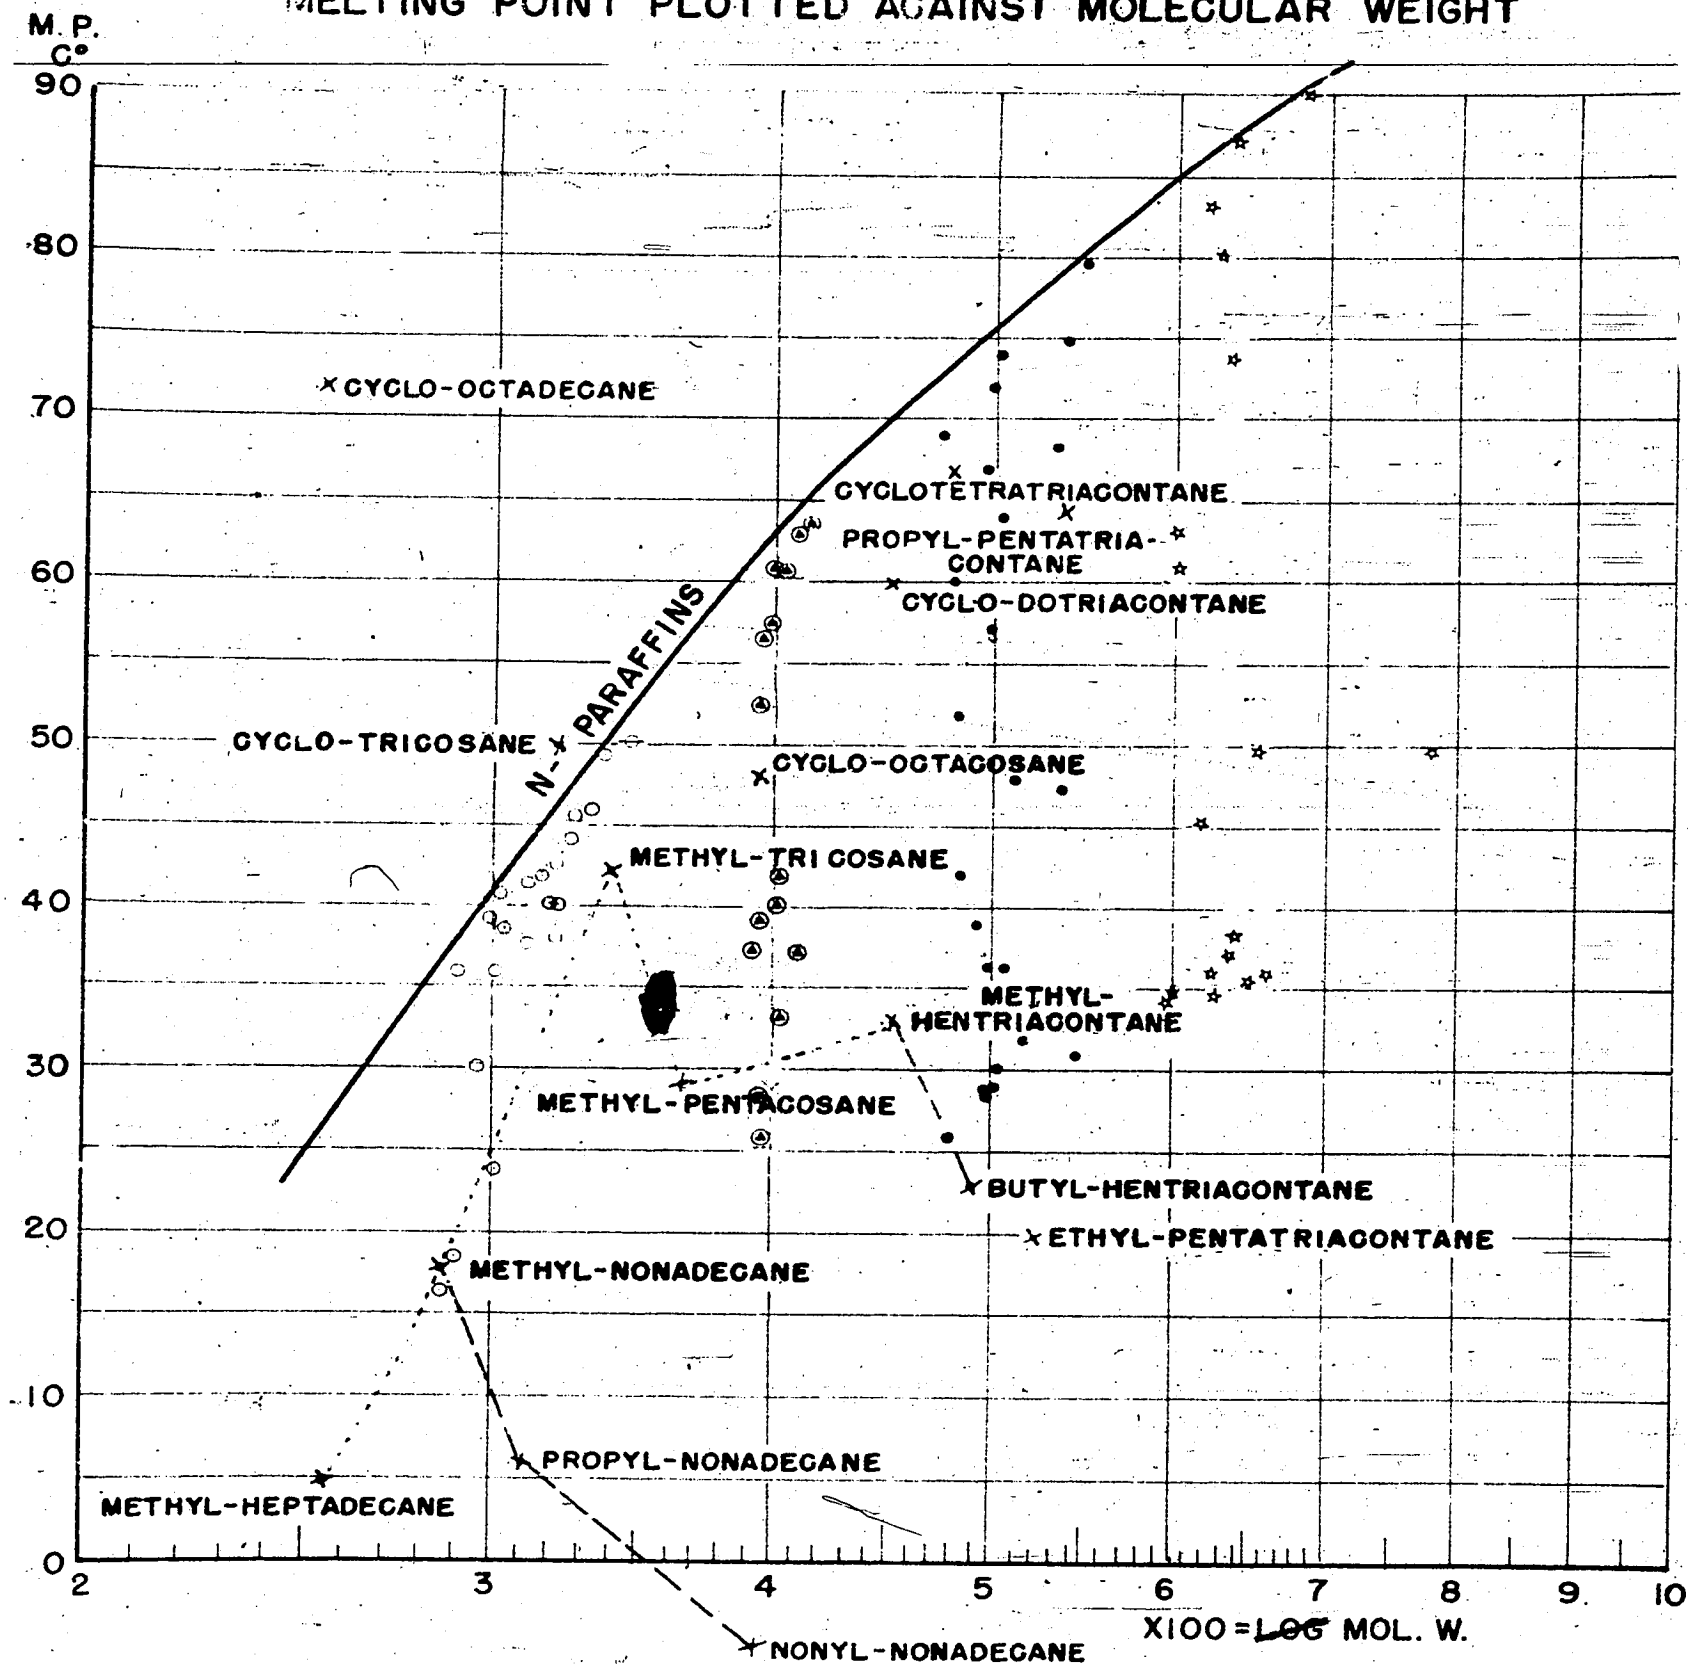 MELTING POINT PLOTTED AGAINST MOLECULAR WEIGHT
M. P.
C°
90
80
70
60
50
40
30
20
10
0
CYCLO-OCTADECANE
CYCLOTETRATRIACONTANE
PROPYL-PENTATRIA-
CONTANE
CYCLO-DOTRIACONTANE
N-PARAFFINS
CYCLO-TRICOSANE
CYCLO-OCTACOSANE
METHYL-TRICOSANE
METHYL-
HENTRIACONTANE
METHYL-PENTACOSANE
BUTYL-HENTRIACONTANE
ETHYL-PENTATRIACONTANE
METHYL-NONADECANE
PROPYL-NONADECANE
METHYL-HEPTADECANE
2 3 4 5 6 7 8 9 10
X100 = LOG MOL. W.
NONYL-NONADECANE